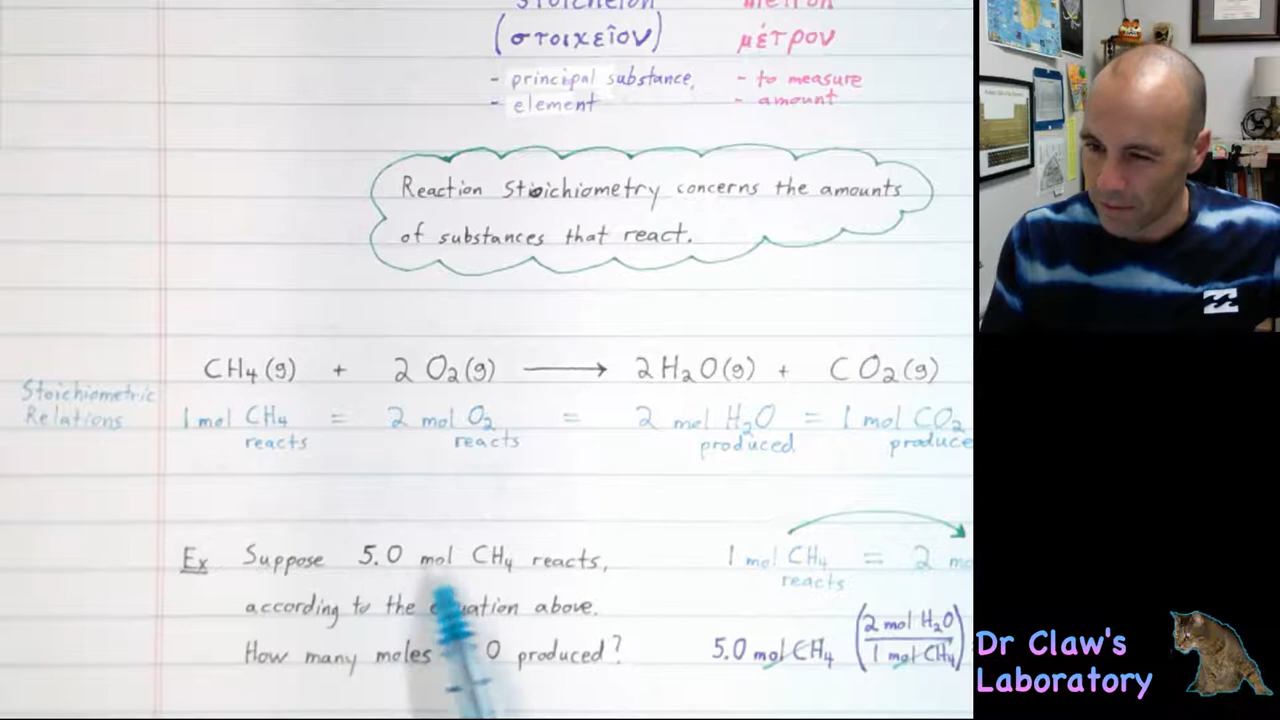 (στοιχεῖον) μέτρον
- principal substance, - to measure
- element - amount
Reaction Stoichiometry concerns the amounts
of substances that react.
CH₄(g) + 2 O₂(g) ⟶ 2H₂O(g) + CO₂(g)
Stoichiometric
Relations
1 mol CH₄ = 2 mol O₂ = 2 mol H₂O = 1 mol CO₂
reacts reacts produced
Ex Suppose 5.0 mol CH₄ reacts,
according to the equation above.
How many moles O produced?
1 mol CH₄ = 2
reacts
5.0 mol CH₄ (2 mol H₂O / 1 mol CH₄)
Dr Claw's
Laboratory